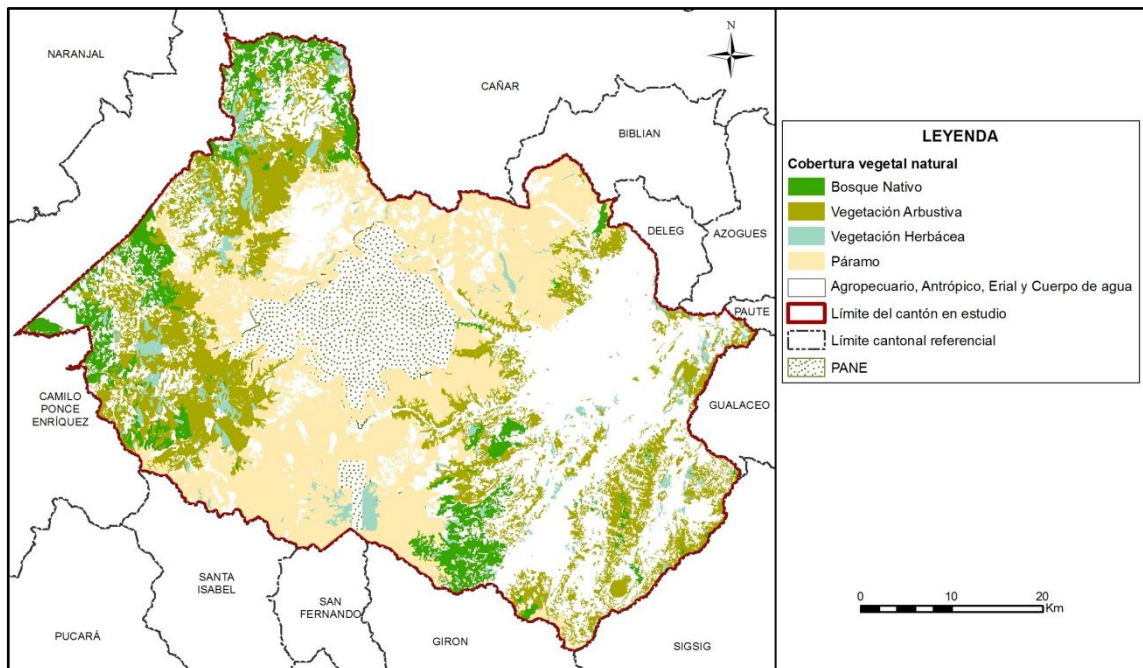 NARANJAL
N
CAÑAR
BIBLIAN
DELEG
AZOGUES
PAUTE
GUALACEO
CAMILO
PONCE
ENRÍQUEZ
SANTA
ISABEL
SAN
FERNANDO
PUCARÁ
GIRON
SIGSIG
LEYENDA
Cobertura vegetal natural
Bosque Nativo
Vegetación Arbustiva
Vegetación Herbácea
Páramo
Agropecuario, Antrópico, Erial y Cuerpo de agua
Límite del cantón en estudio
Límite cantonal referencial
PANE
0 10 20
Km